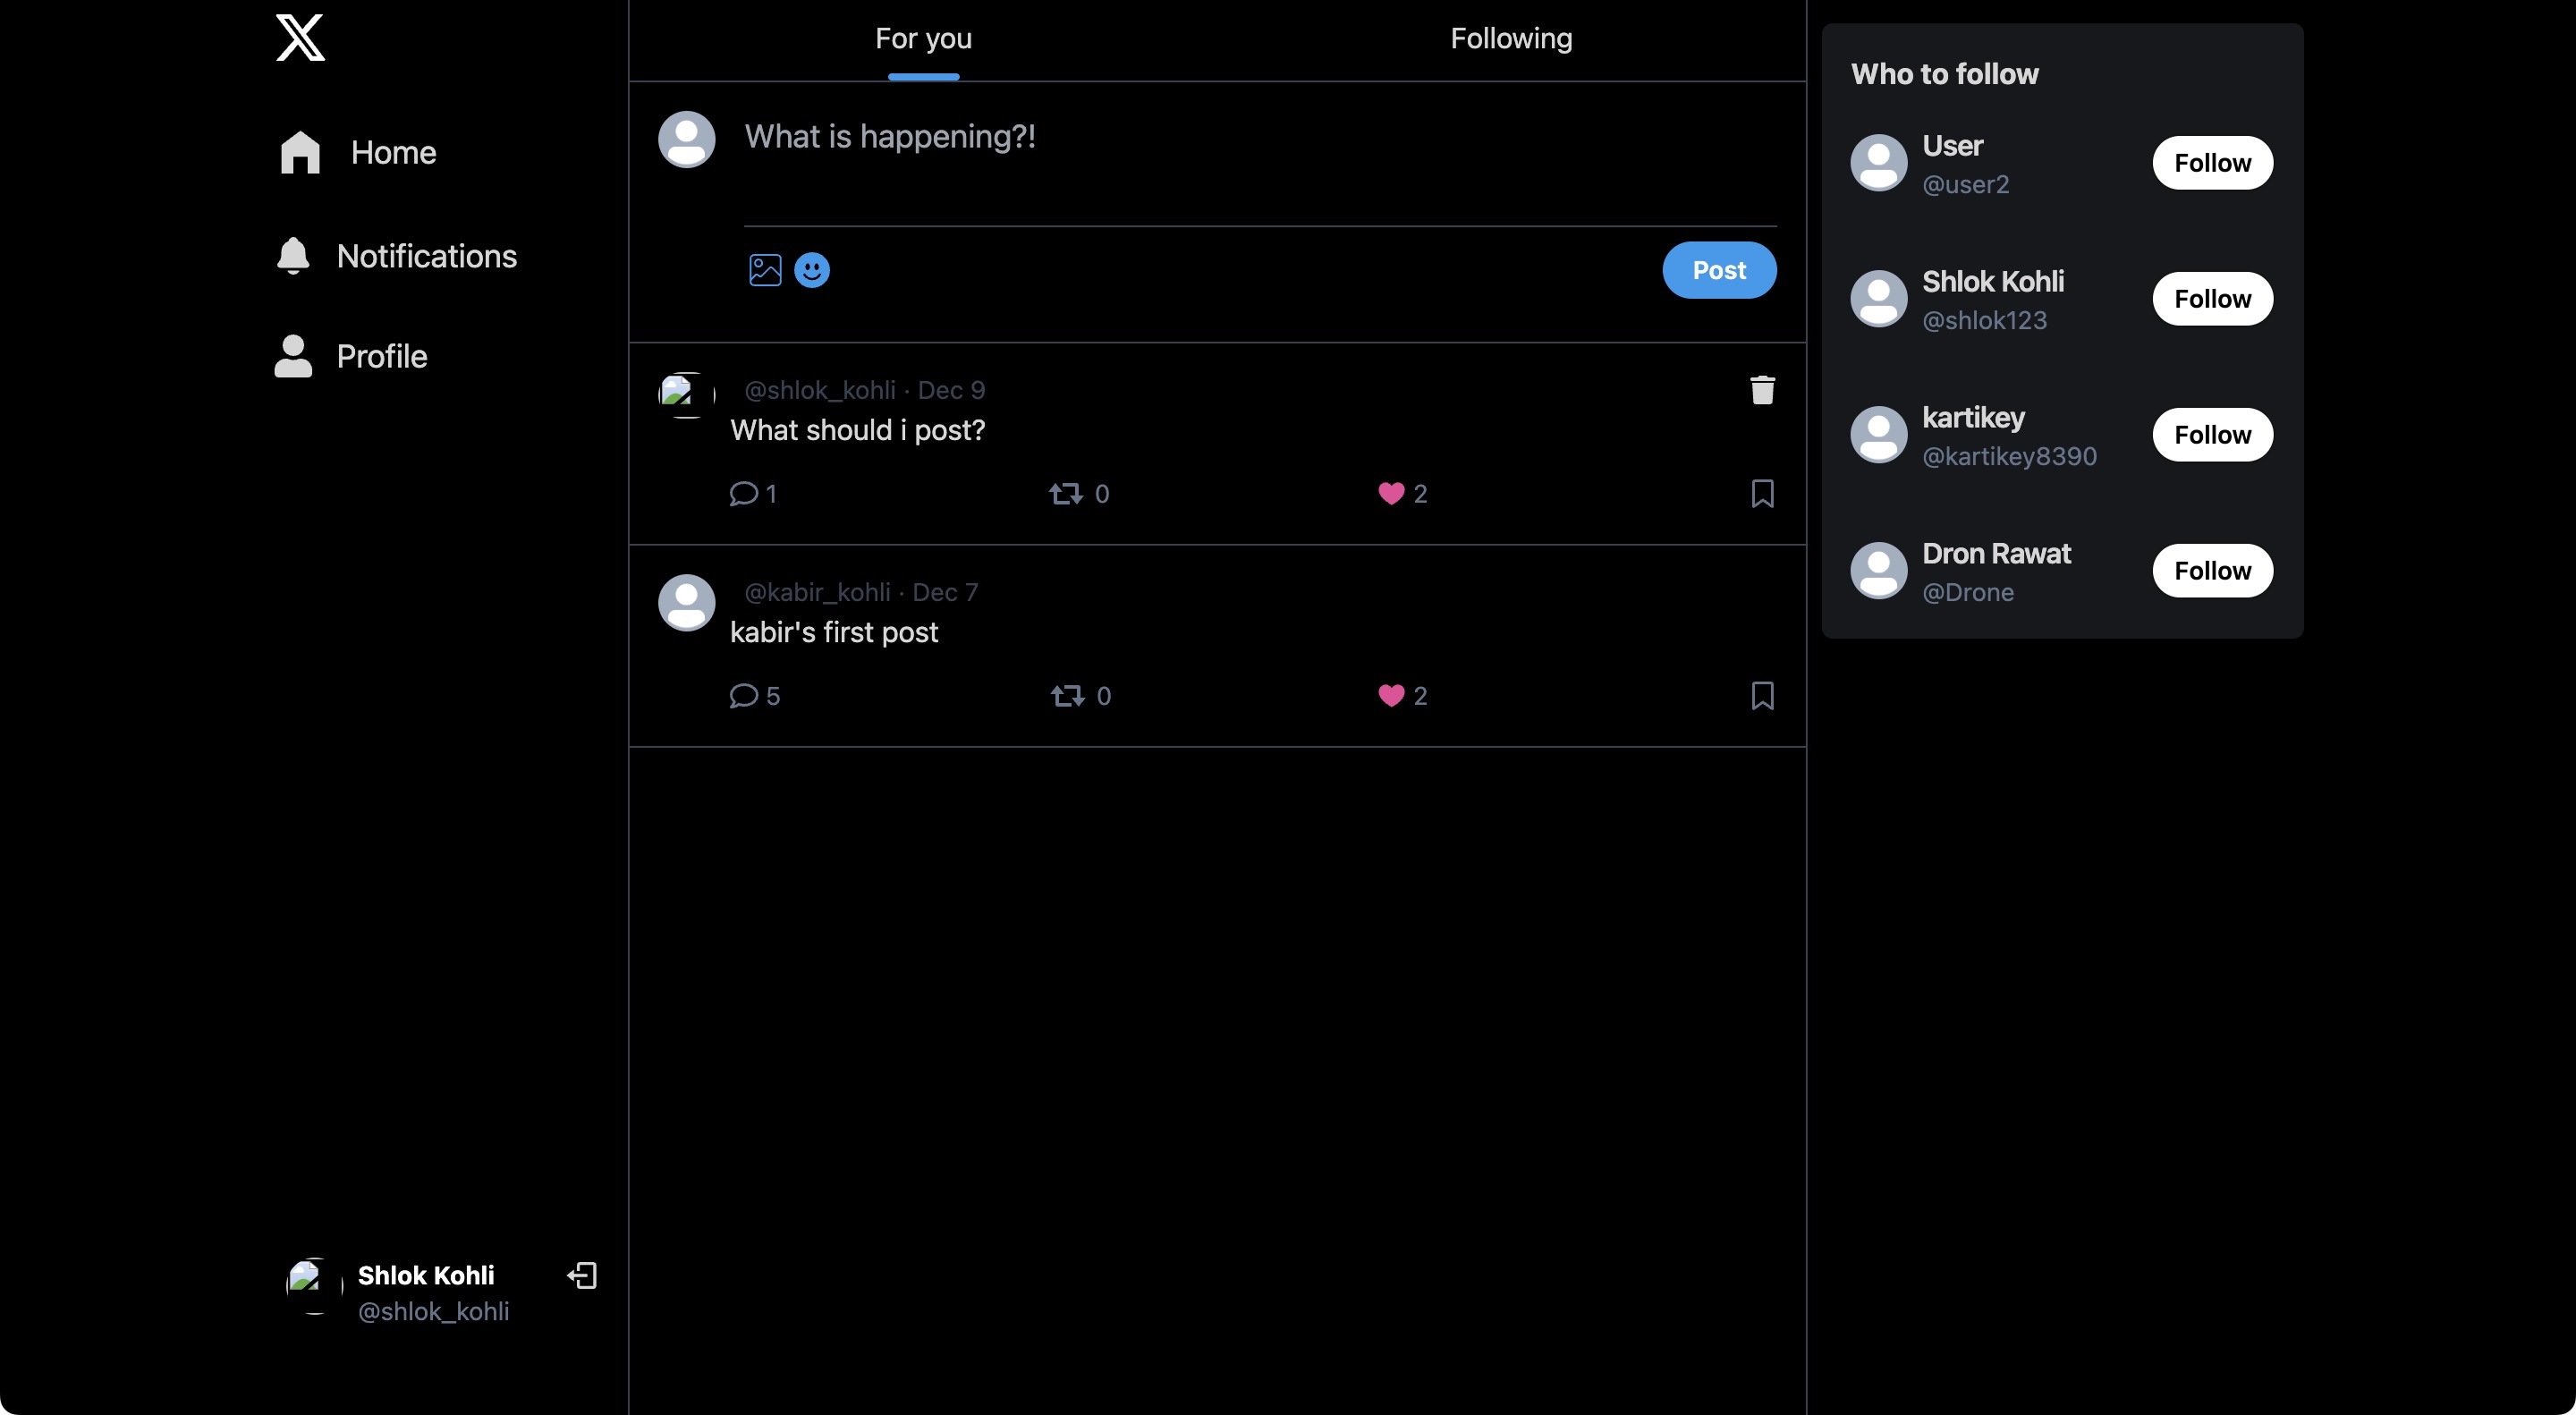 Home
Notifications
Profile
Shlok Kohli
@shlok_kohli
For you
Following
What is happening?!
Post
@shlok_kohli · Dec 9
What should i post?
1 0 2
@kabir_kohli · Dec 7
kabir's first post
5 0 2
Who to follow
User
@user2
Follow
Shlok Kohli
@shlok123
Follow
kartikey
@kartikey8390
Follow
Dron Rawat
@Drone
Follow